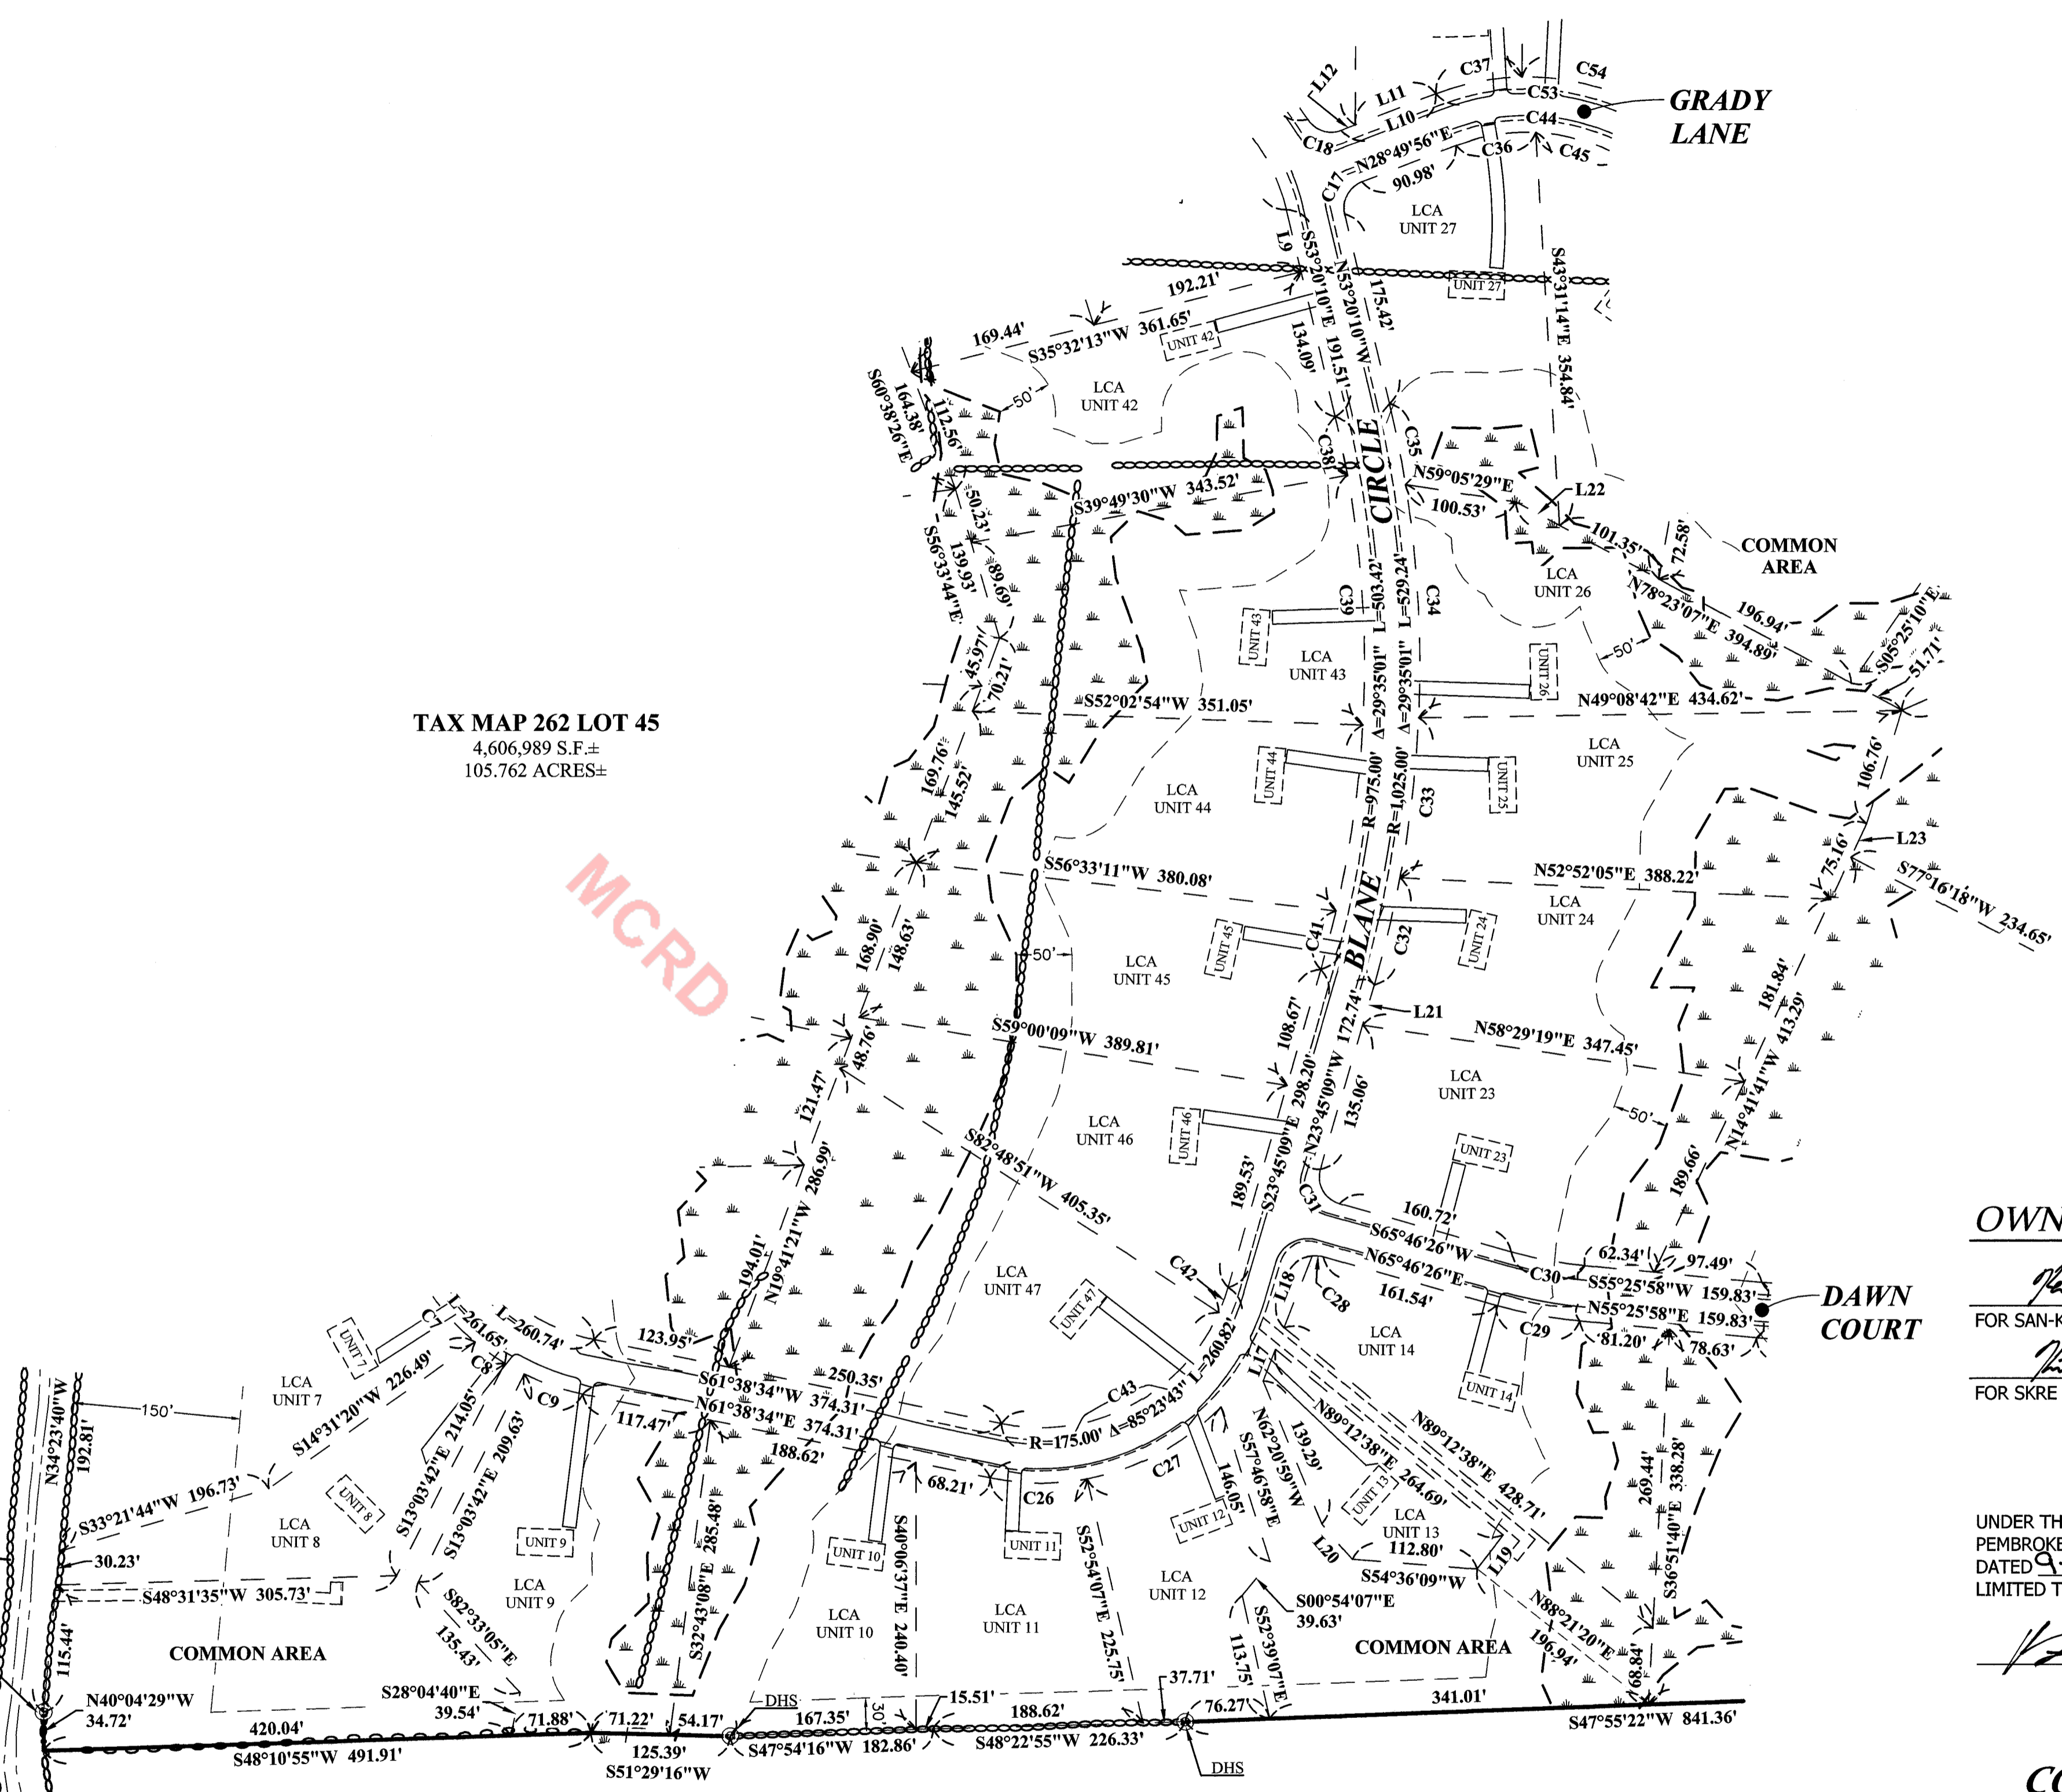 GRADY
LANE
C54
C37
C53
C44
C45
C36
L12
L11
L10
C18
C17
N28°49'56"E
90.98'
LCA
UNIT 27
UNIT 27
L9
S53°20'10"E 191.51'
N53°20'10"W
175.42'
134.09'
S43°31'14"E 354.84'
192.21'
169.44'
S35°32'13"W 361.65'
UNIT 42
LCA
UNIT 42
50'
S60°38'26"E
164.38'
112.56'
C38
C35
CIRCLE
N59°05'29"E
100.53'
L22
101.35'
72.58'
COMMON
AREA
S39°49'30"W 343.52'
50.23'
S56°33'44"E
139.93'
89.69'
LCA
UNIT 26
N78°23'07"E 394.89'
196.94'
S05°25'10"E
51.71'
50'
C39
C34
Δ=29°35'01" L=503.42'
Δ=29°35'01" L=529.24'
UNIT 43
LCA
UNIT 43
UNIT 26
45.97'
70.21'
S52°02'54"W 351.05'
N49°08'42"E 434.62'
TAX MAP 262 LOT 45
4,606,989 S.F.±
105.762 ACRES±
LCA
UNIT 25
UNIT 44
UNIT 25
LCA
UNIT 44
R=975.00'
R=1,025.00'
C33
106.76'
169.76'
145.52'
L23
75.16'
S77°16'18"W 234.65'
MCRD
S56°33'11"W 380.08'
N52°52'05"E 388.22'
LCA
UNIT 24
BLANE
C41
C32
UNIT 45
UNIT 24
LCA
UNIT 45
50'
168.90'
148.63'
181.84'
N14°41'41"W 413.29'
L21
108.67'
N23°45'09"W 172.74'
S59°00'09"W 389.81'
N58°29'19"E 347.45'
LCA
UNIT 23
48.76'
121.47'
50'
S23°45'09"E 298.20'
135.06'
UNIT 46
LCA
UNIT 46
UNIT 23
S82°48'51"W 405.35'
189.53'
189.66'
N19°41'21"W 286.99'
194.01'
C31
160.72'
S65°46'26"W
N65°46'26"E
161.54'
62.34'
97.49'
C30
S55°25'58"W 159.83'
N55°25'58"E 159.83'
81.20'
78.63'
C29
DAWN
COURT
C42
L18
C28
LCA
UNIT 47
UNIT 47
LCA
UNIT 14
UNIT 14
OWN
FOR SAN-K
FOR SKRE
C7
L=261.65'
L=260.74'
123.95'
UNIT 7
C8
C9
S14°31'20"W 226.49'
LCA
UNIT 7
150'
N34°23'40"W
192.81'
250.35'
S61°38'34"W 374.31'
N61°38'34"E 374.31'
117.47'
188.62'
C43
R=175.00' Δ=85°23'43" L=260.82'
L17
C27
68.21'
C26
N89°12'38"E 428.71'
N89°12'38"E 264.69'
139.29'
N62°20'59"W
S57°46'58"E
146.05'
UNIT 13
UNIT 12
LCA
UNIT 13
112.80'
S54°36'09"W
L20
L19
269.44'
S36°51'40"E 338.28'
N88°21'20"E
196.94'
68.84'
S33°21'44"W 196.73'
UNIT 8
LCA
UNIT 8
S13°03'42"E 214.05'
S13°03'42"E 209.63'
30.23'
S48°31'35"W 305.73'
115.44'
UNIT 9
LCA
UNIT 9
S82°33'05"E
135.43'
S32°43'08"E 285.48'
UNIT 10
LCA
UNIT 10
S40°06'37"E 240.40'
UNIT 11
LCA
UNIT 11
S52°54'07"E 225.75'
LCA
UNIT 12
S00°54'07"E
39.63'
S52°39'07"E
113.75'
COMMON AREA
COMMON AREA
UNDER TH
PEMBROKE
DATED
LIMITED T
N40°04'29"W
34.72'
S28°04'40"E
39.54'
420.04'
S48°10'55"W 491.91'
71.88'
71.22'
54.17'
125.39'
S51°29'16"W
DHS
167.35'
30'
15.51'
S47°54'16"W 182.86'
188.62'
S48°22'55"W 226.33'
37.71'
76.27'
DHS
341.01'
S47°55'22"W 841.36'
CO